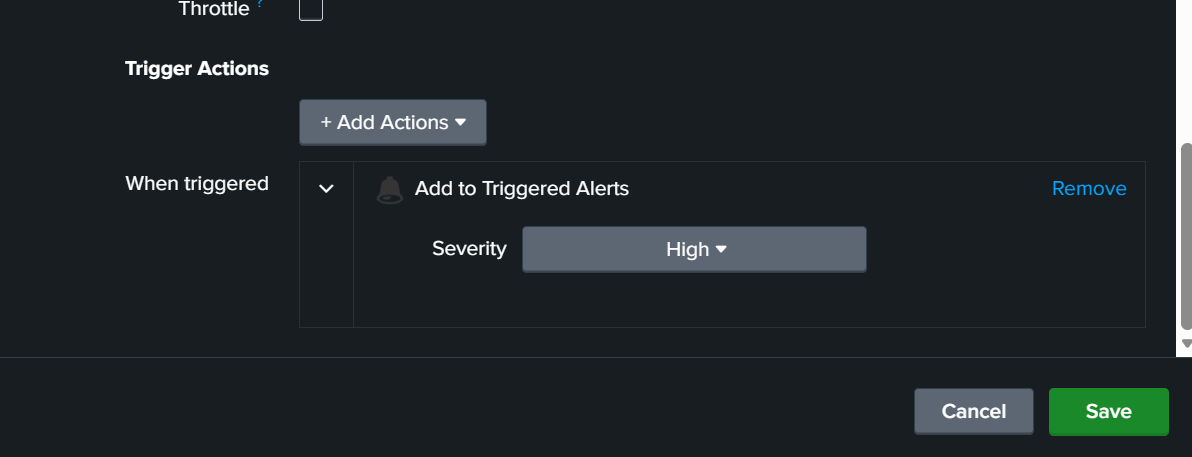 Throttle ?
Trigger Actions
+ Add Actions
When triggered
Add to Triggered Alerts
Remove
Severity
High
Cancel
Save